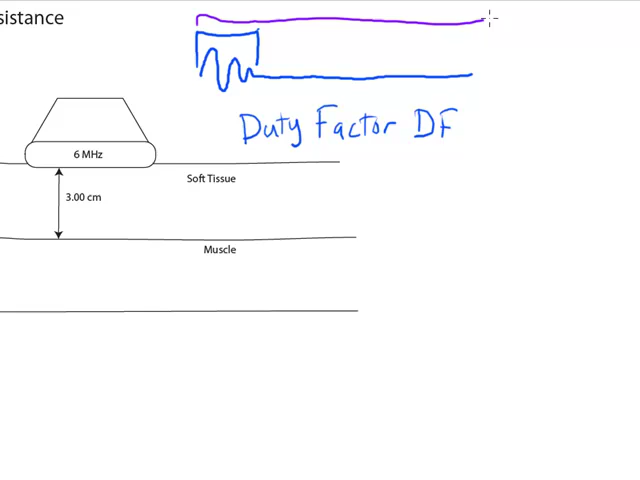 sistance
Duty Factor DF
6 MHz
Soft Tissue
3.00 cm
Muscle